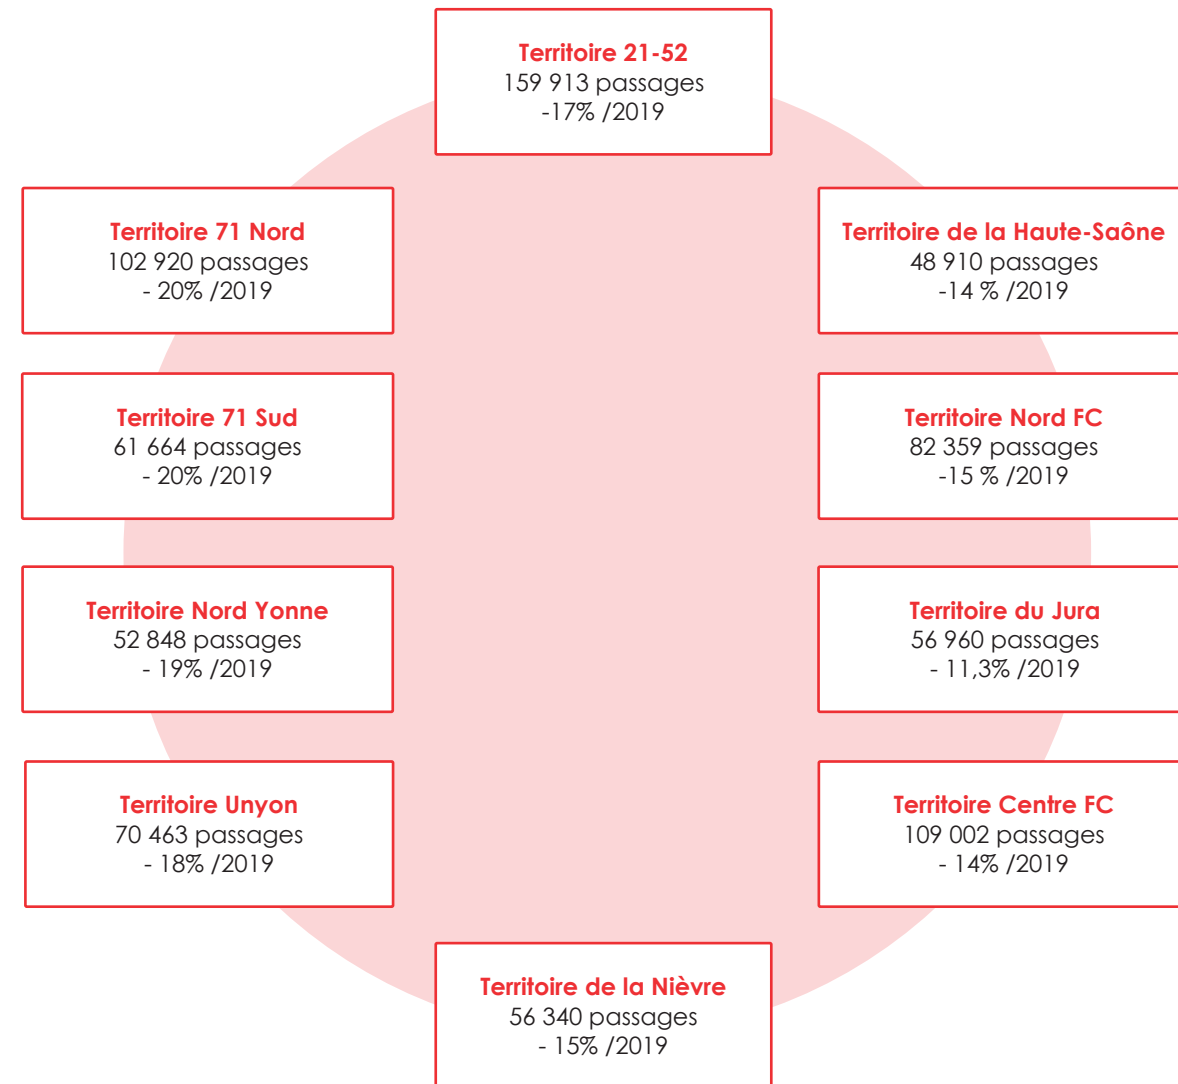 Territoire 21-52
159 913 passages
-17% /2019
Territoire 71 Nord
102 920 passages
- 20% /2019
Territoire de la Haute-Saône
48 910 passages
-14 % /2019
Territoire 71 Sud
61 664 passages
- 20% /2019
Territoire Nord FC
82 359 passages
-15 % /2019
Territoire Nord Yonne
52 848 passages
- 19% /2019
Territoire du Jura
56 960 passages
- 11,3% /2019
Territoire Unyon
70 463 passages
- 18% /2019
Territoire Centre FC
109 002 passages
- 14% /2019
Territoire de la Nièvre
56 340 passages
- 15% /2019